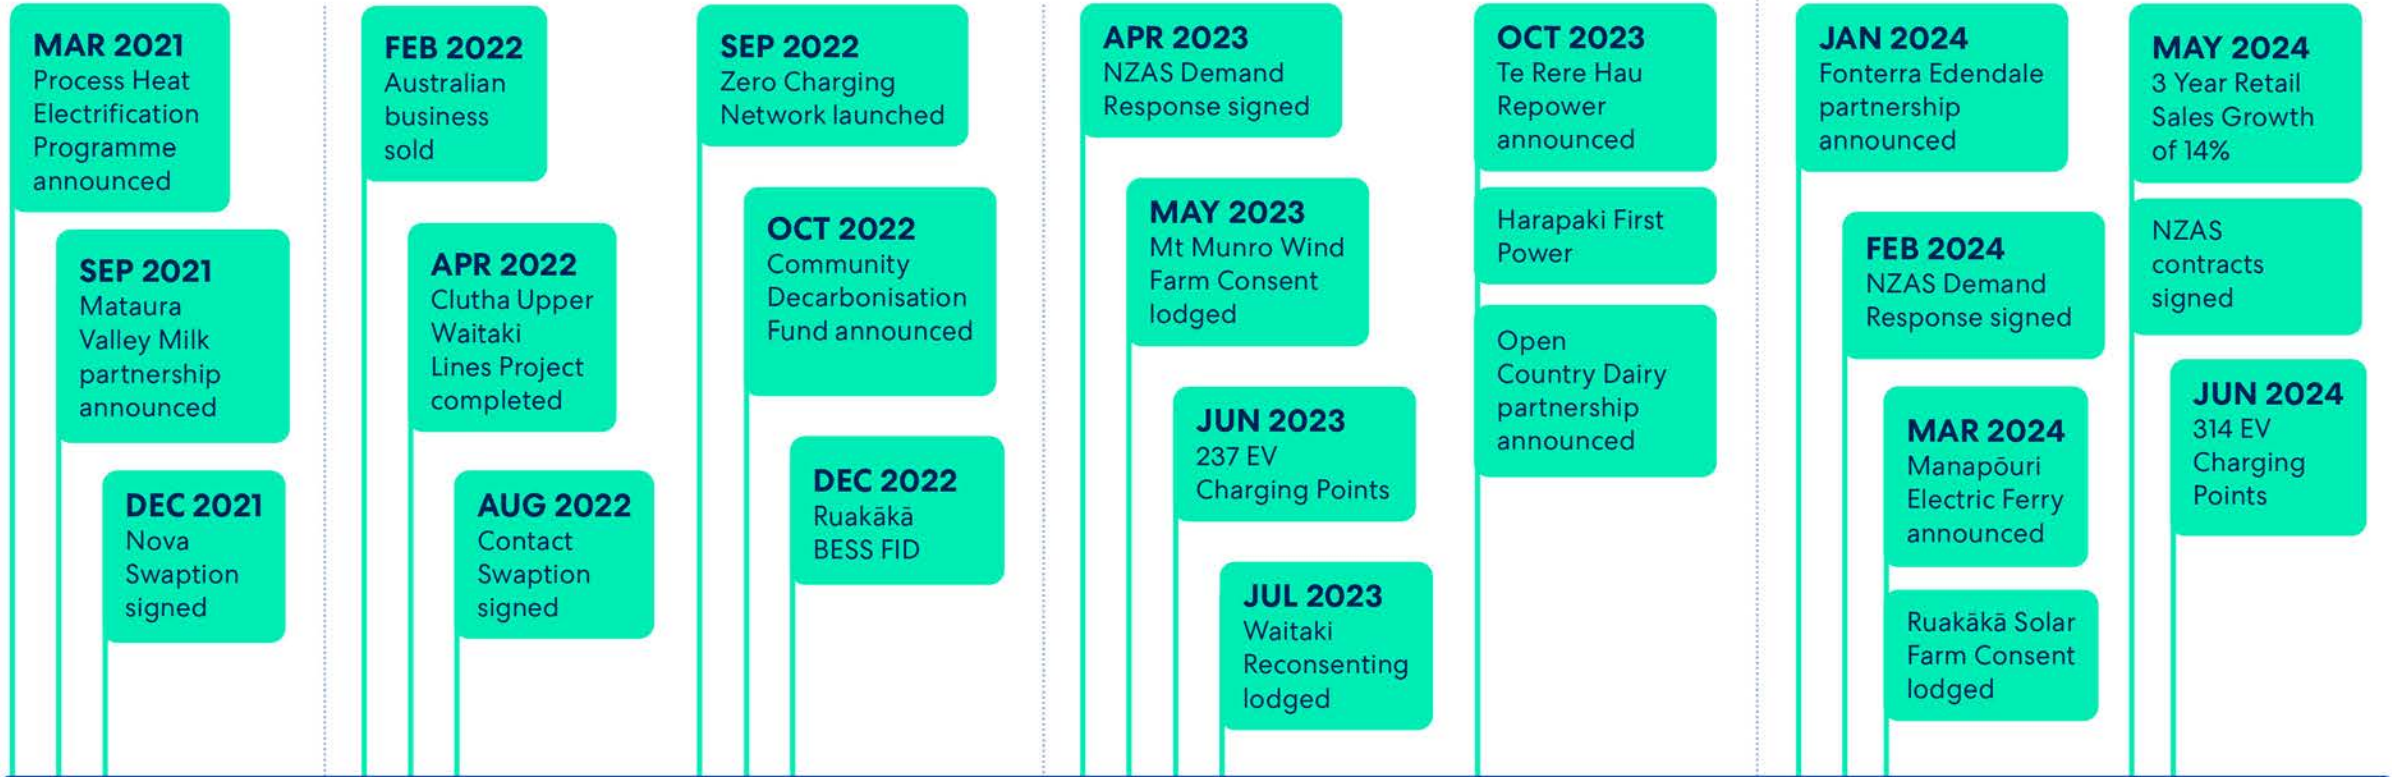 MAR 2021
Process Heat
Electrification
Programme
announced
SEP 2021
Mataura
Valley Milk
partnership
announced
DEC 2021
Nova
Swaption
signed
FEB 2022
Australian
business
sold
APR 2022
Clutha Upper
Waitaki
Lines Project
completed
AUG 2022
Contact
Swaption
signed
SEP 2022
Zero Charging
Network launched
OCT 2022
Community
Decarbonisation
Fund announced
DEC 2022
Ruakākā
BESS FID
APR 2023
NZAS Demand
Response signed
MAY 2023
Mt Munro Wind
Farm Consent
lodged
JUN 2023
237 EV
Charging Points
JUL 2023
Waitaki
Reconsenting
lodged
OCT 2023
Te Rere Hau
Repower
announced
Harapaki First
Power
Open
Country Dairy
partnership
announced
JAN 2024
Fonterra Edendale
partnership
announced
FEB 2024
NZAS Demand
Response signed
MAR 2024
Manapōuri
Electric Ferry
announced
Ruakākā Solar
Farm Consent
lodged
MAY 2024
3 Year Retail
Sales Growth
of 14%
NZAS
contracts
signed
JUN 2024
314 EV
Charging
Points